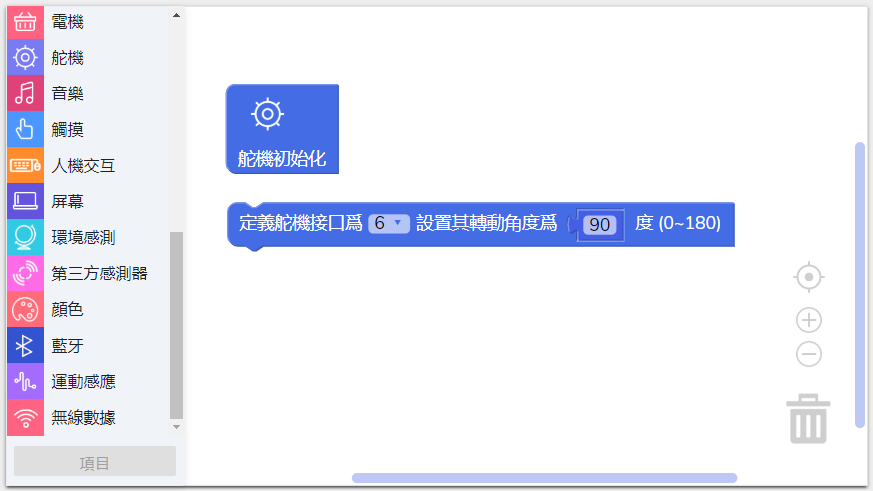 電機
舵機
音樂
觸摸
人機交互
屏幕
環境感測
第三方感測器
顏色
藍牙
運動感應
無線數據
項目
舵機初始化
定義舵機接口爲 6 設置其轉動角度爲 90 度 (0~180)